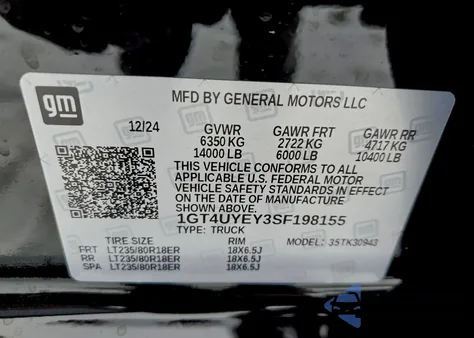 gm
MFD BY GENERAL MOTORS LLC
12/24 GVWR GAWR FRT GAWR RR
6350 KG 2722 KG 4717 KG
14000 LB 6000 LB 10400 LB
THIS VEHICLE CONFORMS TO ALL
APPLICABLE U.S. FEDERAL MOTOR
VEHICLE SAFETY STANDARDS IN EFFECT
ON THE DATE OF MANUFACTURE
SHOWN ABOVE.
1GT4UYEY3SF198155
TYPE: TRUCK
TIRE SIZE RIM MODEL: 35TK30943
FRT LT235/80R18ER 18X6.5J
RR LT235/80R18ER 18X6.5J
SPA LT235/80R18ER 18X6.5J